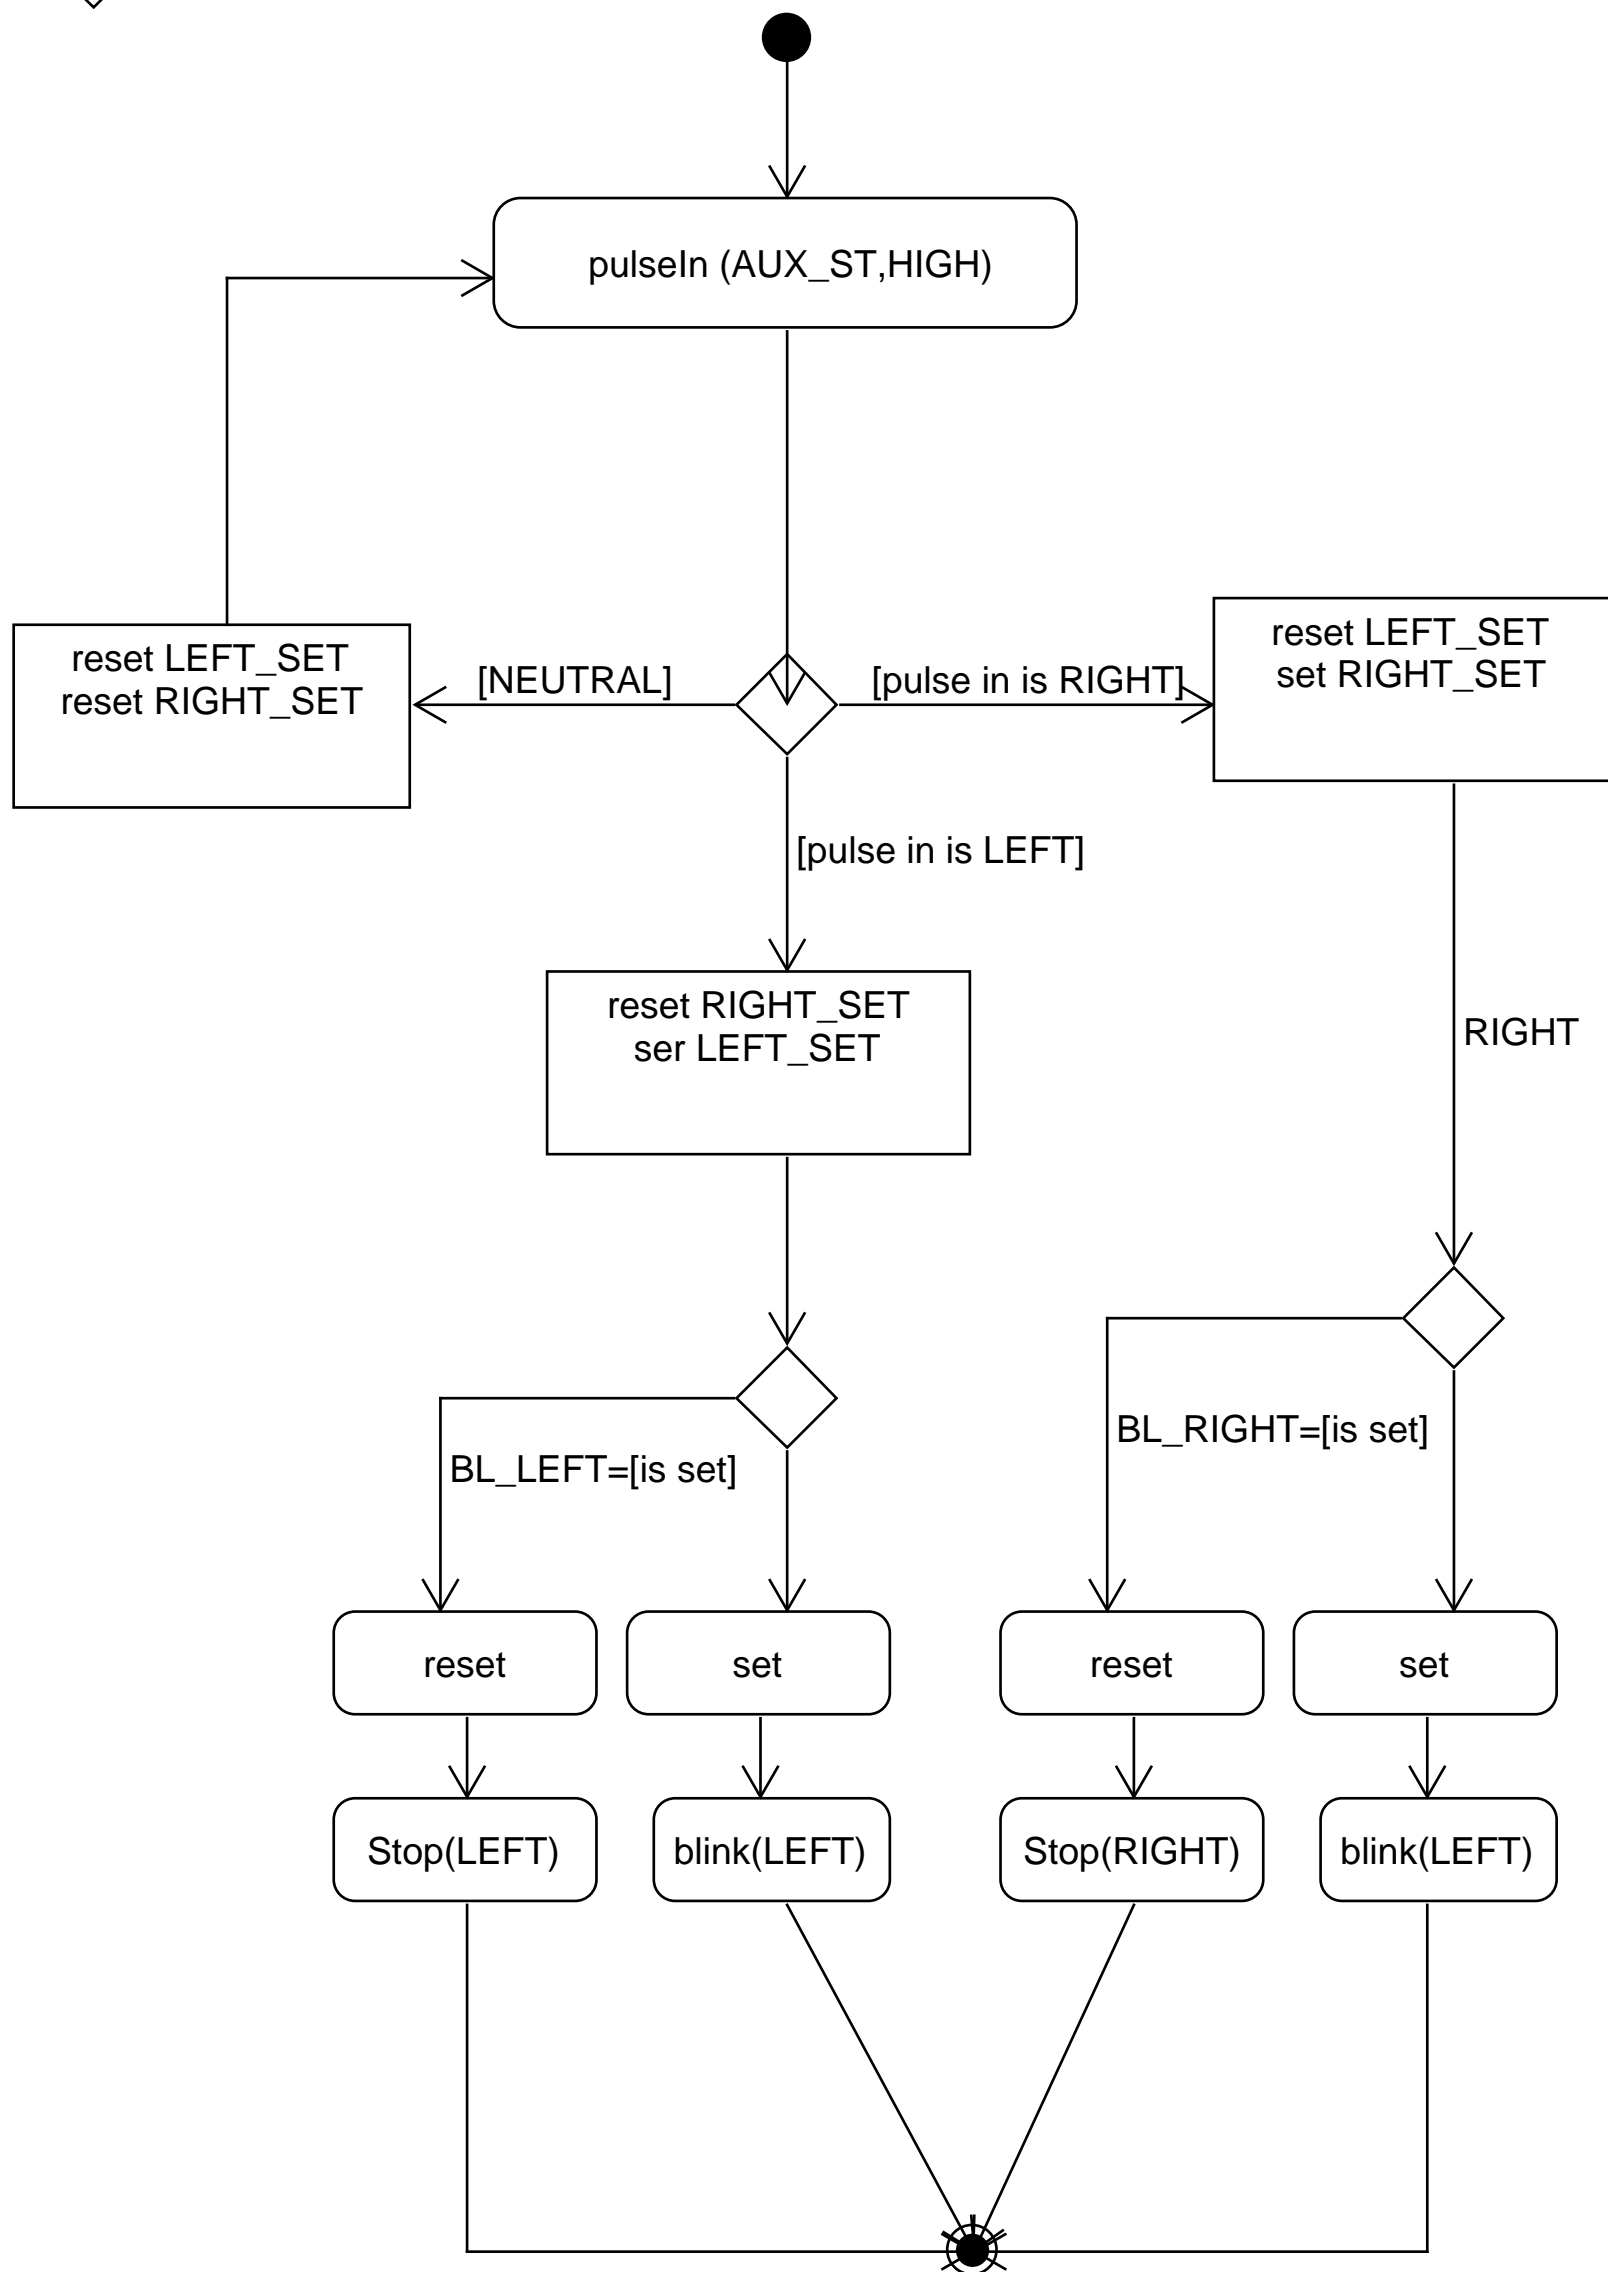 pulseIn (AUX_ST,HIGH)
reset LEFT_SET
reset RIGHT_SET
[NEUTRAL]
[pulse in is RIGHT]
reset LEFT_SET
set RIGHT_SET
[pulse in is LEFT]
reset RIGHT_SET
ser LEFT_SET
RIGHT
BL_LEFT=[is set]
BL_RIGHT=[is set]
reset
set
reset
set
Stop(LEFT)
blink(LEFT)
Stop(RIGHT)
blink(LEFT)